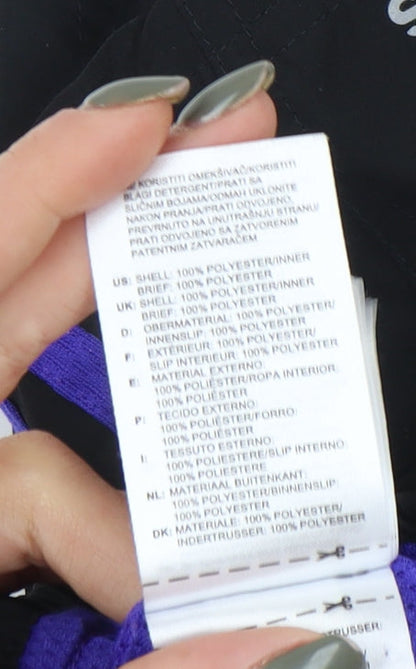 NE KORISTITI OMEKŠIVAČ/KORISTITI
BLAGI DETERGENT/PRATI SA
SLIČNIM BOJAMA/ODMAH UKLONITE
NAKON PRANJA/PRATI ODVOJENO,
PREVRNUTO NA UNUTRAŠNJU STRANU/
PRATI ODVOJENO SA ZATVORENIM
PATENTNIM ZATVARAČEM
US: SHELL: 100% POLYESTER/INNER
BRIEF: 100% POLYESTER
UK: SHELL: 100% POLYESTER/INNER
BRIEF: 100% POLYESTER
D: OBERMATERIAL: 100% POLYESTER/
INNENSLIP: 100% POLYESTER
F: EXTÉRIEUR: 100% POLYESTER/
SLIP INTERIEUR: 100% POLYESTER
E: MATERIAL EXTERNO:
100% POLIÉSTER/ROPA INTERIOR:
100% POLIÉSTER
P: TECIDO EXTERNO:
100% POLIÉSTER/FORRO:
100% POLIÉSTER
I: TESSUTO ESTERNO:
100% POLIESTERE/SLIP INTERNO:
100% POLIESTERE
NL: MATERIAAL BUITENKANT:
100% POLYESTER/BINNENSLIP:
100% POLYESTER
DK: MATERIALE: 100% POLYESTER/
INDERTRUSSER: 100% POLYESTER
TRUSSER: